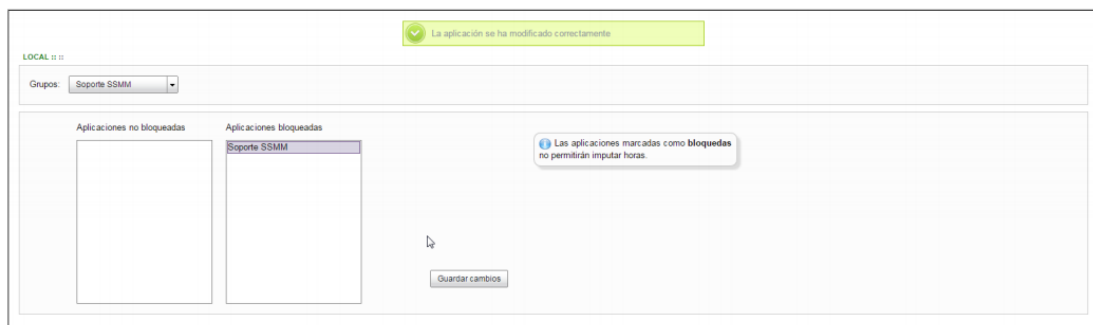 La aplicación se ha modificado correctamente
LOCAL :: ::
Grupos: Soporte SSMM
Aplicaciones no bloqueadas
Aplicaciones bloqueadas
Soporte SSMM
Las aplicaciones marcadas como bloquedas
no permitirán imputar horas.
Guardar cambios